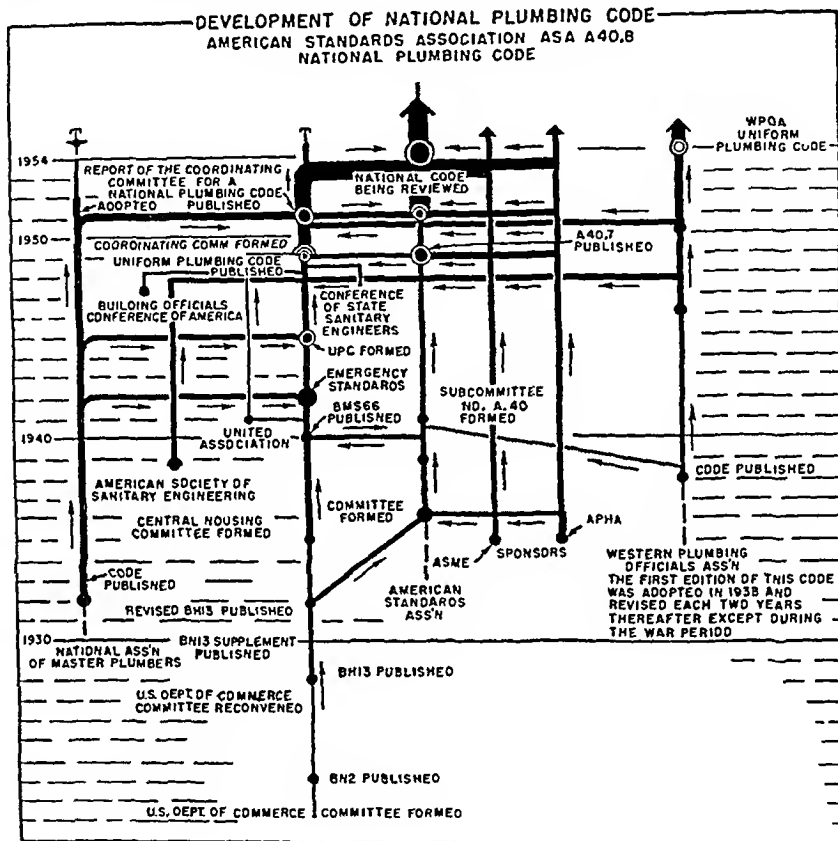 DEVELOPMENT OF NATIONAL PLUMBING CODE
AMERICAN STANDARDS ASSOCIATION ASA A40.8
NATIONAL PLUMBING CODE
WPOA
UNIFORM
PLUMBING CODE
1954
REPORT OF THE COORDINATING
COMMITTEE FOR A
NATIONAL PLUMBING CODE
ADOPTED PUBLISHED
NATIONAL CODE
BEING REVIEWED
1950
COORDINATING COMM FORMED
UNIFORM PLUMBING CODE
PUBLISHED
A40.7
PUBLISHED
BUILDING OFFICIALS
CONFERENCE OF AMERICA
CONFERENCE
OF STATE
SANITARY
ENGINEERS
UPC FORMED
EMERGENCY
STANDARDS
SUBCOMMITTEE
NO. A.40
FORMED
BMS66
PUBLISHED
UNITED
ASSOCIATION
1940
CODE PUBLISHED
AMERICAN SOCIETY OF
SANITARY ENGINEERING
CENTRAL HOUSING
COMMITTEE FORMED
COMMITTEE
FORMED
ASME
SPONSORS
APHA
CODE
PUBLISHED
REVISED BH13 PUBLISHED
AMERICAN
STANDARDS
ASS'N
WESTERN PLUMBING
OFFICIALS ASS'N
THE FIRST EDITION OF THIS CODE
WAS ADOPTED IN 1938 AND
REVISED EACH TWO YEARS
THEREAFTER EXCEPT DURING
THE WAR PERIOD
1930
NATIONAL ASS'N
OF MASTER PLUMBERS
BN13 SUPPLEMENT
PUBLISHED
BH13 PUBLISHED
U.S. DEPT. OF COMMERCE
COMMITTEE RECONVENED
BN2 PUBLISHED
U.S. DEPT. OF COMMERCE COMMITTEE FORMED